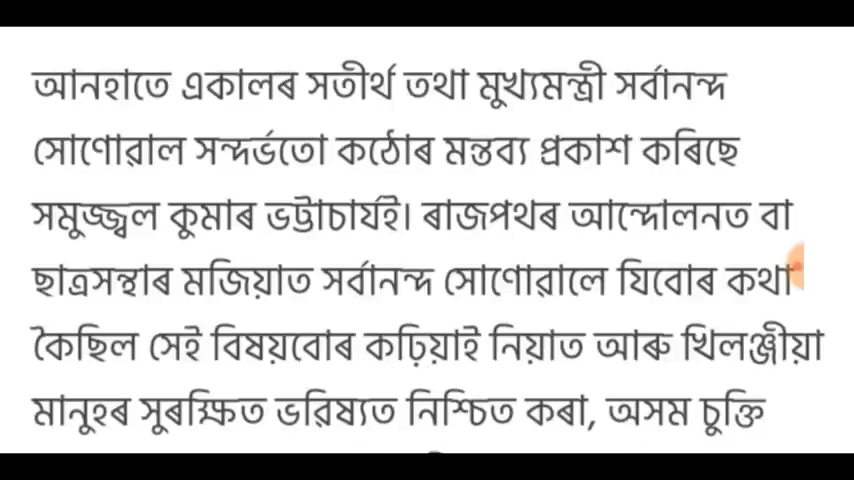 আনহাতে একালৰ সতীৰ্থ তথা মুখ্যমন্ত্ৰী সৰ্বানন্দ
সোণোৱাল সন্দৰ্ভতো কঠোৰ মন্তব্য প্ৰকাশ কৰিছে
সমুজ্জ্বল কুমাৰ ভট্টাচাৰ্যই। ৰাজপথৰ আন্দোলনত বা
ছাত্ৰসন্থাৰ মজিয়াত সৰ্বানন্দ সোণোৱালে যিবোৰ কথা
কৈছিল সেই বিষয়বোৰ কঢ়িয়াই নিয়াত আৰু খিলঞ্জীয়া
মানুহৰ সুৰক্ষিত ভৱিষ্যত নিশ্চিত কৰা, অসম চুক্তি